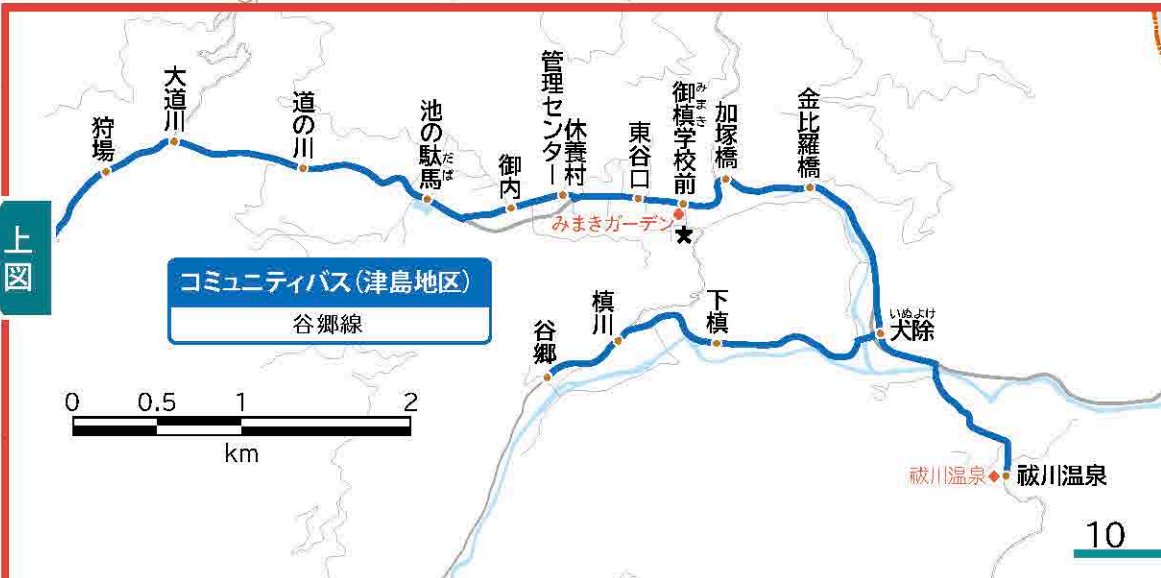 狩場
大道川
道の川
池の駄馬
だば
御内
管理センター
休養村
東谷口
御槙学校前
みまき
加塚橋
金比羅橋
みまきガーデン
上図
コミュニティバス(津島地区)
谷郷線
谷郷
槙川
下槙
いぬよけ
犬除
0 0.5 1 2
km
祓川温泉
祓川温泉
10